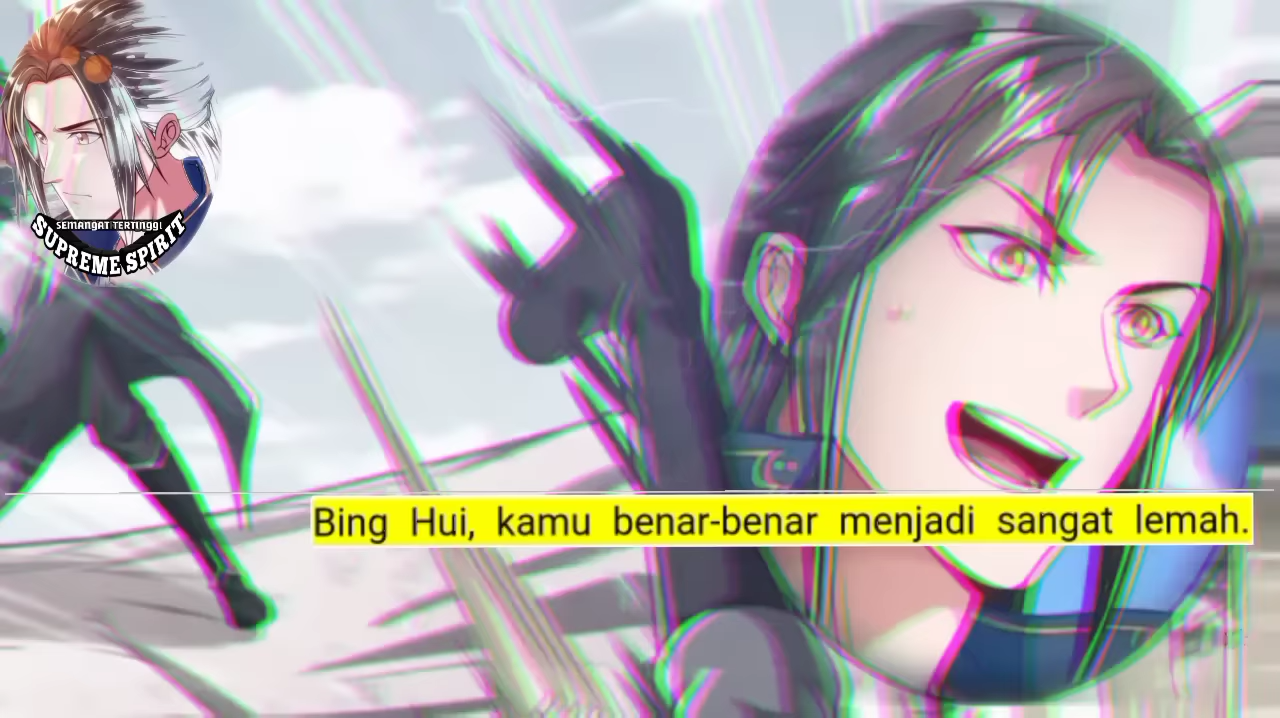 SEMANGAT TERTINGGI
SUPREME SPIRIT
Bing Hui, kamu benar-benar menjadi sangat lemah.